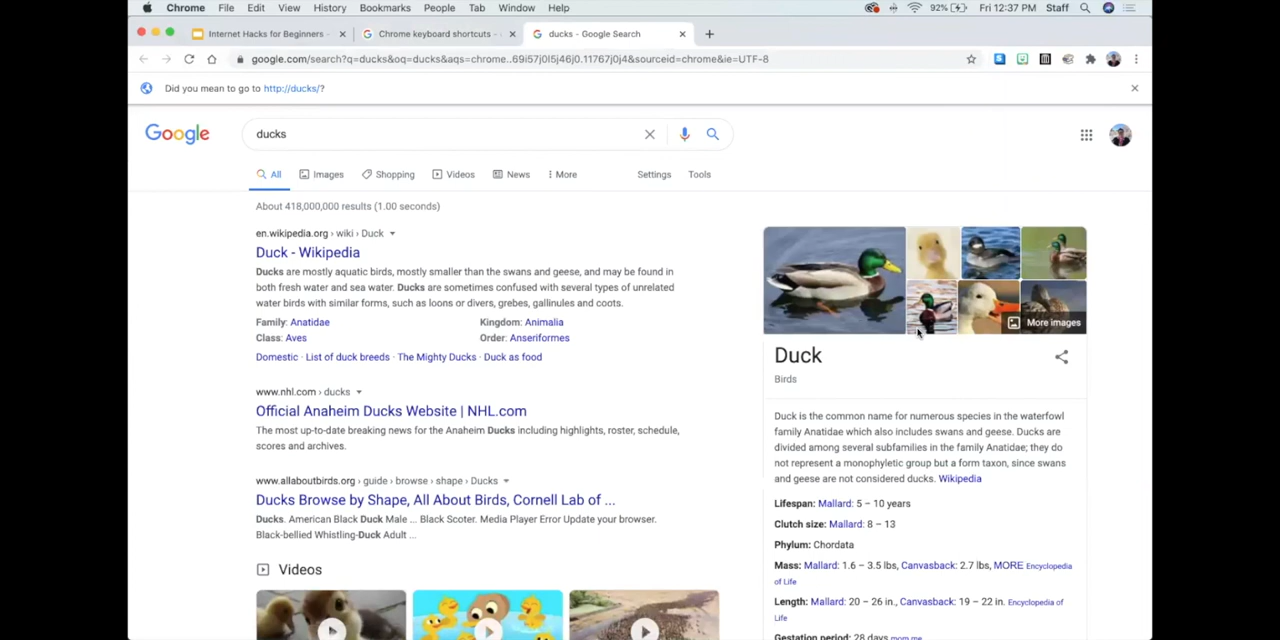 Chrome File Edit View History Bookmarks People Tab Window Help 92% Fri 12:37 PM Staff
Internet Hacks for Beginners - Chrome keyboard shortcuts - ducks - Google Search
google.com/search?q=ducks&oq=ducks&aqs=chrome..69i57j0l5j46j0.11767j0j4&sourceid=chrome&ie=UTF-8
Did you mean to go to http://ducks/?
Google
ducks
All Images Shopping Videos News More Settings Tools
About 418,000,000 results (1.00 seconds)
en.wikipedia.org › wiki › Duck
Duck - Wikipedia
Ducks are mostly aquatic birds, mostly smaller than the swans and geese, and may be found in
both fresh water and sea water. Ducks are sometimes confused with several types of unrelated
water birds with similar forms, such as loons or divers, grebes, gallinules and coots.
Family: Anatidae Kingdom: Animalia
Class: Aves Order: Anseriformes
Domestic · List of duck breeds · The Mighty Ducks · Duck as food
www.nhl.com › ducks
Official Anaheim Ducks Website | NHL.com
The most up-to-date breaking news for the Anaheim Ducks including highlights, roster, schedule,
scores and archives.
www.allaboutbirds.org › guide › browse › shape › Ducks
Ducks Browse by Shape, All About Birds, Cornell Lab of ...
Ducks. American Black Duck Male ... Black Scoter. Media Player Error Update your browser.
Black-bellied Whistling-Duck Adult ...
Videos
More images
Duck
Birds
Duck is the common name for numerous species in the waterfowl
family Anatidae which also includes swans and geese. Ducks are
divided among several subfamilies in the family Anatidae; they do
not represent a monophyletic group but a form taxon, since swans
and geese are not considered ducks. Wikipedia
Lifespan: Mallard: 5 – 10 years
Clutch size: Mallard: 8 – 13
Phylum: Chordata
Mass: Mallard: 1.6 – 3.5 lbs, Canvasback: 2.7 lbs, MORE Encyclopedia
of Life
Length: Mallard: 20 – 26 in., Canvasback: 19 – 22 in. Encyclopedia of
Life
Gestation period: 28 days mom.me